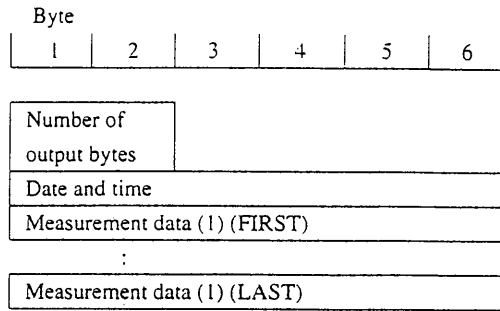 Byte
1 2 3 4 5 6
Number of
output bytes
Date and time
Measurement data (1) (FIRST)
:
Measurement data (1) (LAST)